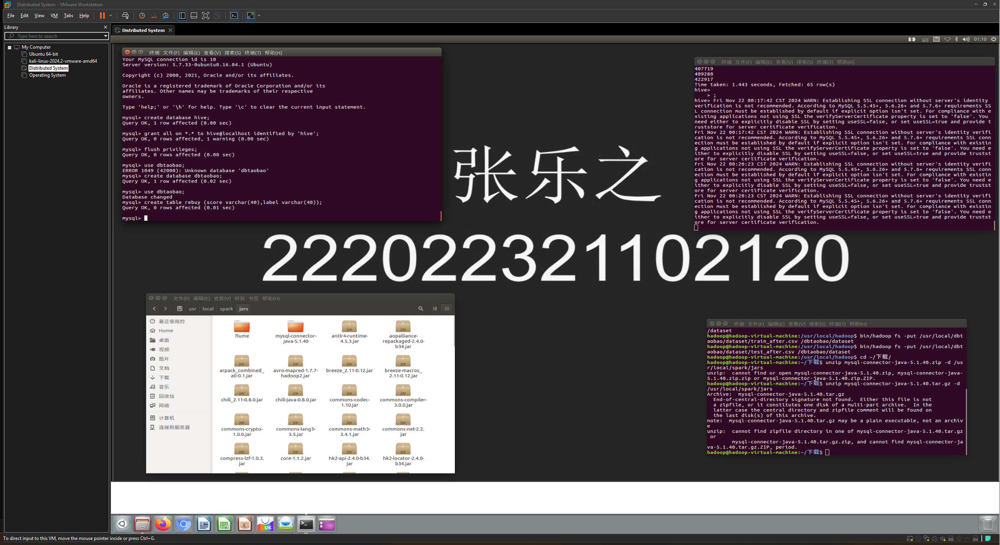 Distributed System - VMware Workstation
File Edit View VM Tabs Help
Library
Type here to search
My Computer
Ubuntu 64-bit
kali-linux-2024.2-vmware-amd64
Distributed System
Operating System
Distributed System
01:10
终端 文件(F) 编辑(E) 查看(V) 搜索(S) 终端(T) 帮助(H)
Your MySQL connection id is 10
Server version: 5.7.33-0ubuntu0.16.04.1 (Ubuntu)
Copyright (c) 2000, 2021, Oracle and/or its affiliates.
Oracle is a registered trademark of Oracle Corporation and/or its
affiliates. Other names may be trademarks of their respective
owners.
Type 'help;' or '\h' for help. Type '\c' to clear the current input statement.
mysql> create database hive;
Query OK, 1 row affected (0.00 sec)
mysql> grant all on *.* to hive@localhost identified by 'hive';
Query OK, 0 rows affected, 1 warning (0.00 sec)
mysql> flush privileges;
Query OK, 0 rows affected (0.00 sec)
mysql> use dbtaobao;
ERROR 1049 (42000): Unknown database 'dbtaobao'
mysql> create database dbtaobao;
Query OK, 1 row affected (0.02 sec)
mysql> use dbtaobao;
Database changed
mysql> create table rebuy (score varchar(40),label varchar(40));
Query OK, 0 rows affected (0.01 sec)
mysql>
终端 文件(F) 编辑(E) 查看(V) 搜索(S) 终端(T) 帮助(H)
407719
409280
422917
Time taken: 1.443 seconds, Fetched: 65 row(s)
hive>
> ;
hive> Fri Nov 22 00:17:42 CST 2024 WARN: Establishing SSL connection without server's identity
verification is not recommended. According to MySQL 5.5.45+, 5.6.26+ and 5.7.6+ requirements SS
L connection must be established by default if explicit option isn't set. For compliance with e
xisting applications not using SSL the verifyServerCertificate property is set to 'false'. You
need either to explicitly disable SSL by setting useSSL=false, or set useSSL=true and provide t
ruststore for server certificate verification.
Fri Nov 22 00:17:42 CST 2024 WARN: Establishing SSL connection without server's identity verifi
cation is not recommended. According to MySQL 5.5.45+, 5.6.26+ and 5.7.6+ requirements SSL conn
ection must be established by default if explicit option isn't set. For compliance with existin
g applications not using SSL the verifyServerCertificate property is set to 'false'. You need e
ither to explicitly disable SSL by setting useSSL=false, or set useSSL=true and provide trustst
ore for server certificate verification.
Fri Nov 22 00:20:23 CST 2024 WARN: Establishing SSL connection without server's identity verifi
cation is not recommended. According to MySQL 5.5.45+, 5.6.26+ and 5.7.6+ requirements SSL conn
ection must be established by default if explicit option isn't set. For compliance with existin
g applications not using SSL the verifyServerCertificate property is set to 'false'. You need e
ither to explicitly disable SSL by setting useSSL=false, or set useSSL=true and provide trustst
ore for server certificate verification.
Fri Nov 22 00:20:23 CST 2024 WARN: Establishing SSL connection without server's identity verifi
cation is not recommended. According to MySQL 5.5.45+, 5.6.26+ and 5.7.6+ requirements SSL conn
ection must be established by default if explicit option isn't set. For compliance with existin
g applications not using SSL the verifyServerCertificate property is set to 'false'. You need e
ither to explicitly disable SSL by setting useSSL=false, or set useSSL=true and provide trustst
ore for server certificate verification.
张乐之
222022321102120
文件(F) 编辑(E) 查看(V) 转到 书签 帮助(H)
usr local spark jars
最近使用的
Home
桌面
视频
图片
文档
下载
音乐
回收站
网络
计算机
连接到服务器
flume
mysql-connector-
java-5.1.40
antlr4-runtime-
4.5.3.jar
aopalliance-
repackaged-2.4.0-
b34.jar
arpack_combined_
all-0.1.jar
avro-mapred-1.7.7-
hadoop2.jar
breeze_2.11-0.12.jar
breeze-macros_
2.11-0.12.jar
chill_2.11-0.8.0.jar
chill-java-0.8.0.jar
commons-codec-
1.10.jar
commons-compiler-
3.0.0.jar
commons-crypto-
1.0.0.jar
commons-lang3-
3.5.jar
commons-math3-
3.4.1.jar
commons-net-2.2.
jar
compress-lzf-1.0.3.
jar
core-1.1.2.jar
hk2-api-2.4.0-b34.
jar
hk2-locator-2.4.0-
b34.jar
终端 文件(F) 编辑(E) 查看(V) 搜索(S) 终端(T) 帮助(H)
/dataset
hadoop@hadoop-virtual-machine:/usr/local/hadoop$ bin/hadoop fs -put /usr/local/dbt
aobao/dataset/train_after.csv /dbtaobao/dataset
hadoop@hadoop-virtual-machine:/usr/local/hadoop$ bin/hadoop fs -put /usr/local/dbt
aobao/dataset/test_after.csv /dbtaobao/dataset
hadoop@hadoop-virtual-machine:/usr/local/hadoop$ cd ~/下载/
hadoop@hadoop-virtual-machine:~/下载$ unzip mysql-connector-java-5.1.40.zip -d /us
r/local/spark/jars
unzip:  cannot find or open mysql-connector-java-5.1.40.zip, mysql-connector-java-
5.1.40.zip.zip or mysql-connector-java-5.1.40.zip.ZIP.
hadoop@hadoop-virtual-machine:~/下载$ unzip mysql-connector-java-5.1.40.tar.gz -d
/usr/local/spark/jars
Archive:  mysql-connector-java-5.1.40.tar.gz
End-of-central-directory signature not found.  Either this file is not
a zipfile, or it constitutes one disk of a multi-part archive.  In the
latter case the central directory and zipfile comment will be found on
the last disk(s) of this archive.
note:  mysql-connector-java-5.1.40.tar.gz may be a plain executable, not an archiv
e
unzip:  cannot find zipfile directory in one of mysql-connector-java-5.1.40.tar.gz
or
mysql-connector-java-5.1.40.tar.gz.zip, and cannot find mysql-connector-ja
va-5.1.40.tar.gz.ZIP, period.
hadoop@hadoop-virtual-machine:~/下载$
UK
To direct input to this VM, move the mouse pointer inside or press Ctrl+G.